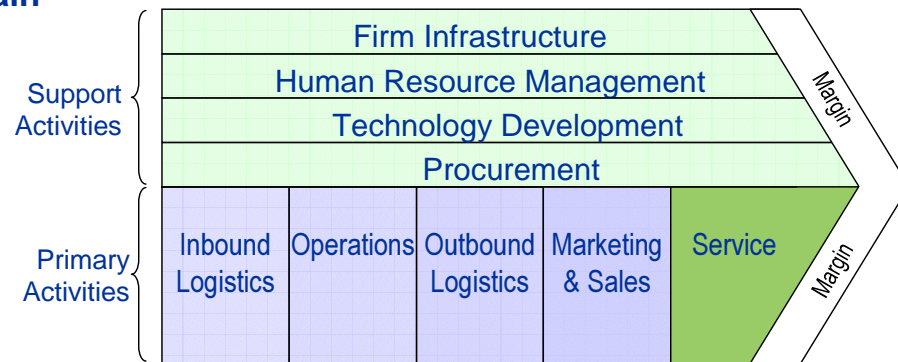 Firm Infrastructure
Human Resource Management
Technology Development
Procurement
Support
Activities
Margin
Inbound
Logistics
Operations
Outbound
Logistics
Marketing
& Sales
Service
Primary
Activities
Margin